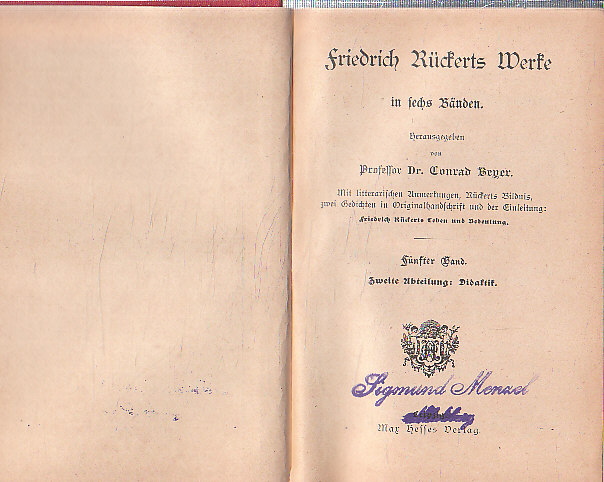 Friedrich Rückerts Werke
in sechs Bänden.
Herausgegeben
von
Professor Dr. Conrad Beyer.
Mit litterarischen Anmerkungen, Rückerts Bildnis,
zwei Gedichten in Originalhandschrift und der Einleitung:
Friedrich Rückerts Leben und Bedeutung.
Fünfter Band.
Zweite Abteilung: Didaktik.
Sigmund Menzel
Max Hesses Verlag.